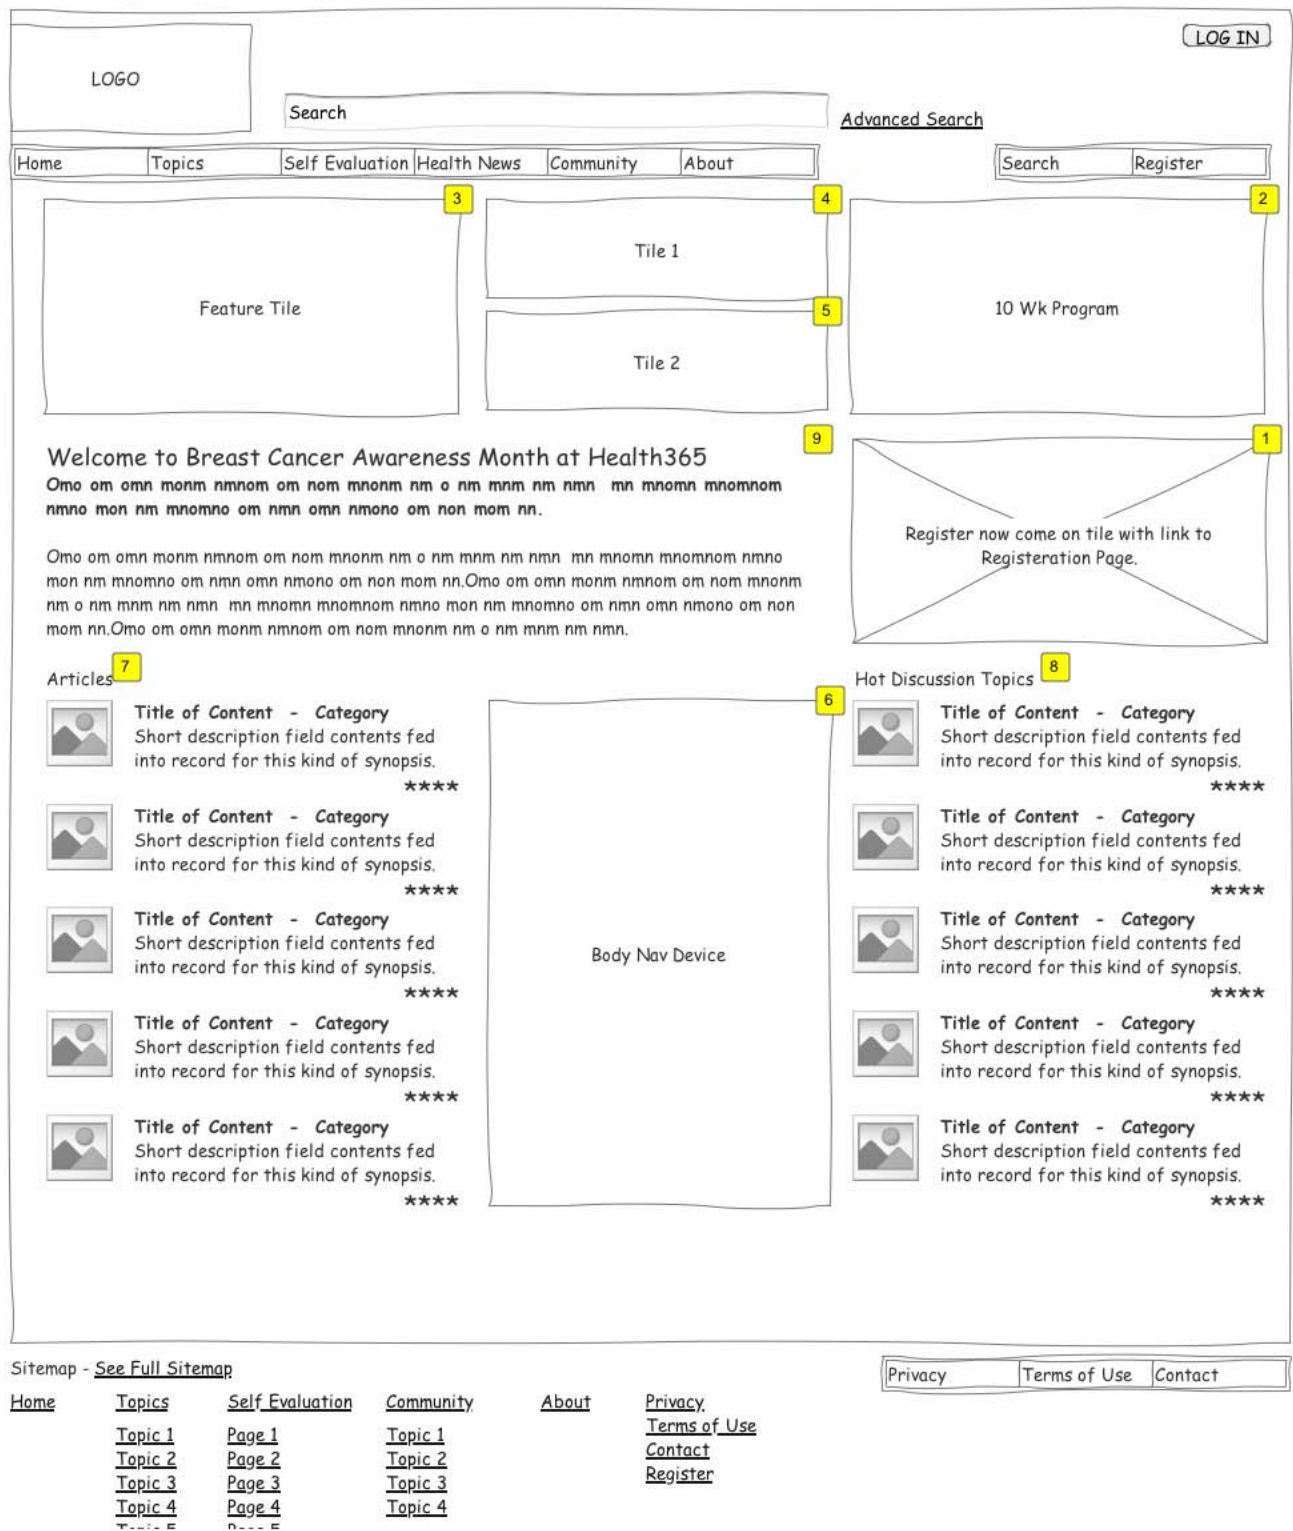 LOG IN
LOGO
Search
Advanced Search
Home Topics Self Evaluation Health News Community About
Search Register
3
4
2
Tile 1
Feature Tile
5
10 Wk Program
Tile 2
9
1
Welcome to Breast Cancer Awareness Month at Health365
Omo om omn monm nmnom om nom mnonm nm o nm mnm nm nmn mn mnomn mnomnom
nmno mon nm mnomno om nmn omn nmono om non mom nn.
Omo om omn monm nmnom om nom mnonm nm o nm mnm nm nmn mn mnomn mnomnom nmno
mon nm mnomno om nmn omn nmono om non mom nn.Omo om omn monm nmnom om nom mnonm
nm o nm mnm nm nmn mn mnomn mnomnom nmno mon nm mnomno om nmn omn nmono om non
mom nn.Omo om omn monm nmnom om nom mnonm nm o nm mnm nm nmn.
Register now come on tile with link to
Registeration Page.
Articles
7
Title of Content - Category
Short description field contents fed
into record for this kind of synopsis.
****
Title of Content - Category
Short description field contents fed
into record for this kind of synopsis.
****
Title of Content - Category
Short description field contents fed
into record for this kind of synopsis.
****
Title of Content - Category
Short description field contents fed
into record for this kind of synopsis.
****
Title of Content - Category
Short description field contents fed
into record for this kind of synopsis.
****
6
Body Nav Device
Hot Discussion Topics
8
Title of Content - Category
Short description field contents fed
into record for this kind of synopsis.
****
Title of Content - Category
Short description field contents fed
into record for this kind of synopsis.
****
Title of Content - Category
Short description field contents fed
into record for this kind of synopsis.
****
Title of Content - Category
Short description field contents fed
into record for this kind of synopsis.
****
Title of Content - Category
Short description field contents fed
into record for this kind of synopsis.
****
Sitemap - See Full Sitemap
Privacy Terms of Use Contact
Home
Topics
Topic 1
Topic 2
Topic 3
Topic 4
Self Evaluation
Page 1
Page 2
Page 3
Page 4
Community
Topic 1
Topic 2
Topic 3
Topic 4
About
Privacy
Terms of Use
Contact
Register